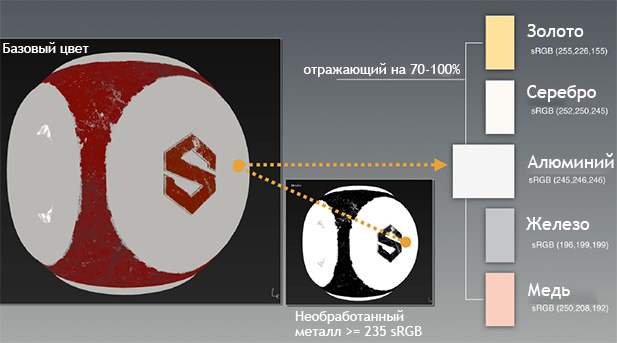 Базовый цвет
отражающий на 70-100%
Золото
sRGB (255,226,155)
Серебро
sRGB (252,250,245)
Алюминий
sRGB (245,246,246)
Железо
sRGB (196,199,199)
Медь
sRGB (250,208,192)
Необработанный
металл >= 235 sRGB
S